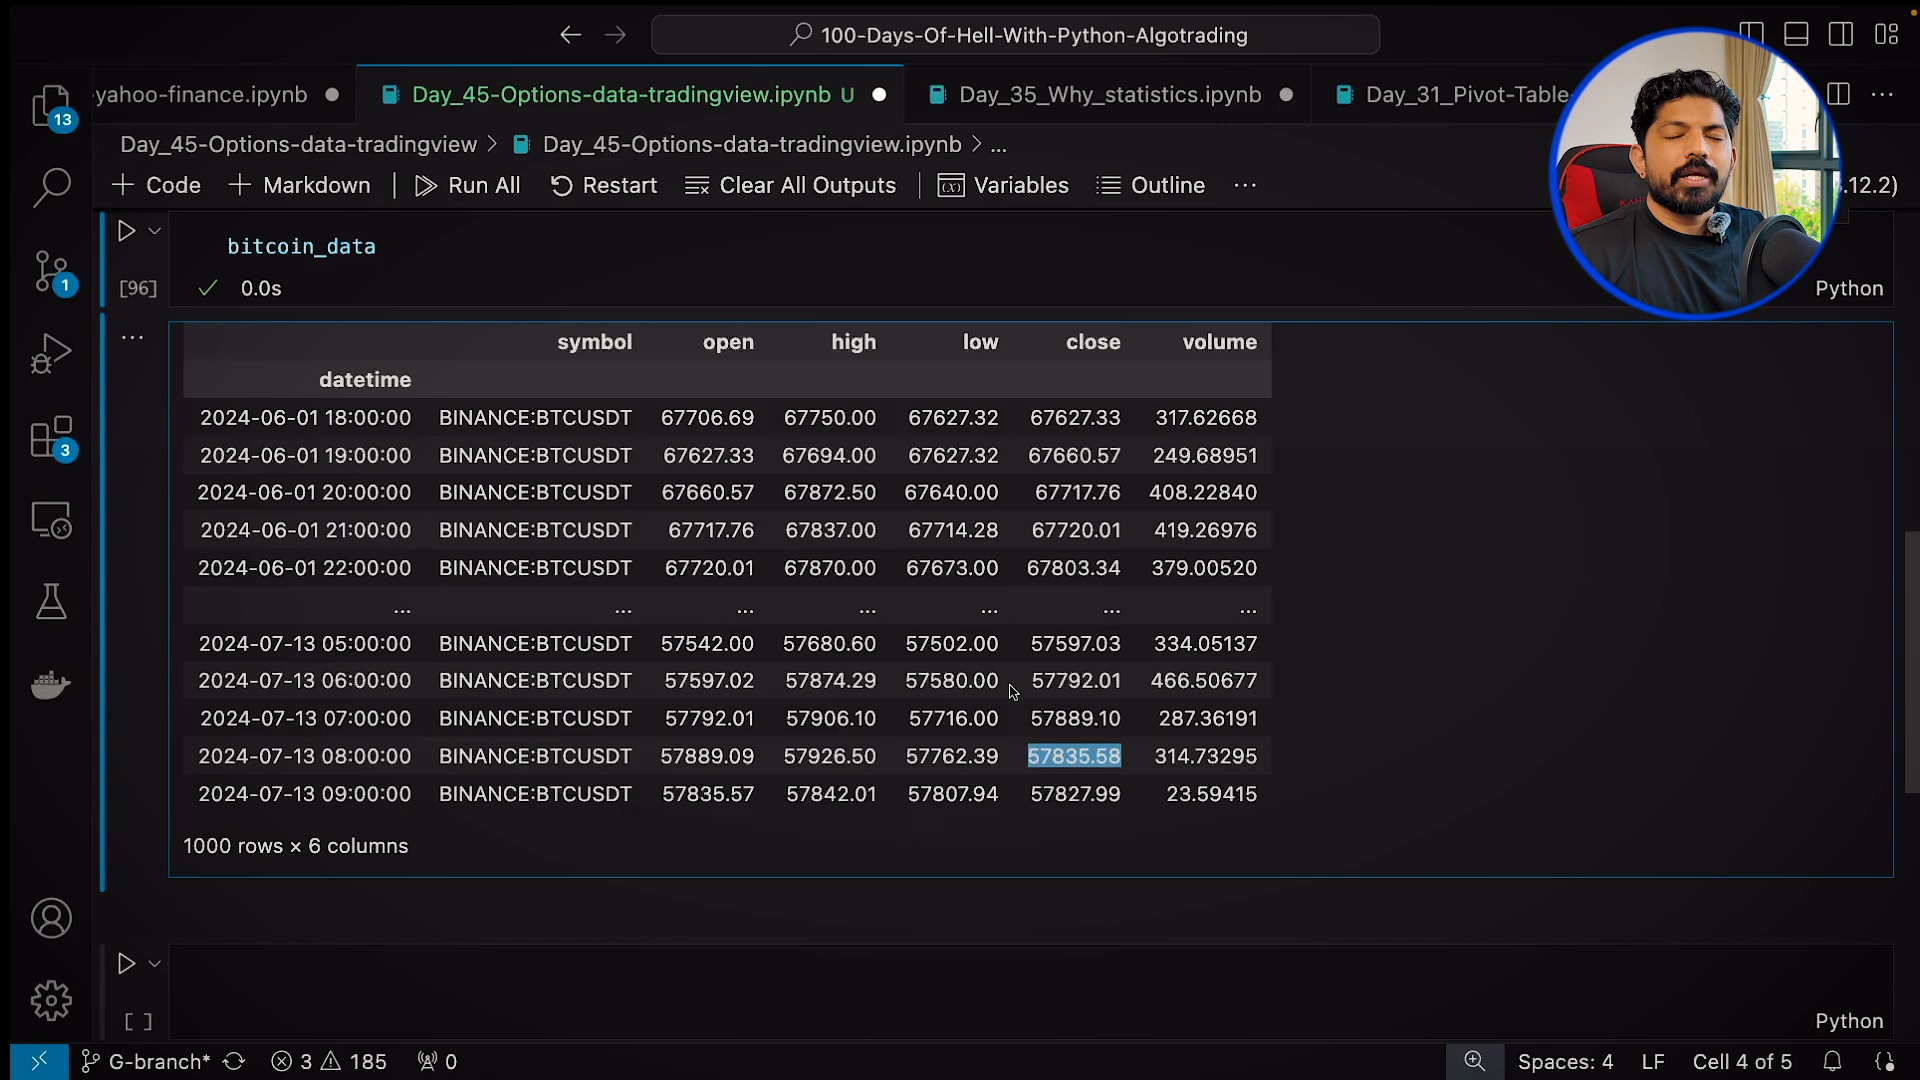 100-Days-Of-Hell-With-Python-Algotrading
-yahoo-finance.ipynb
Day_45-Options-data-tradingview.ipynb U
Day_35_Why_statistics.ipynb
Day_31_Pivot-Table-
13
Day_45-Options-data-tradingview > Day_45-Options-data-tradingview.ipynb > ...
+ Code + Markdown | Run All Restart Clear All Outputs | Variables Outline ...
.12.2)
bitcoin_data
[96] ✓ 0.0s
Python
1
3
symbol open high low close volume
datetime
2024-06-01 18:00:00 BINANCE:BTCUSDT 67706.69 67750.00 67627.32 67627.33 317.62668
2024-06-01 19:00:00 BINANCE:BTCUSDT 67627.33 67694.00 67627.32 67660.57 249.68951
2024-06-01 20:00:00 BINANCE:BTCUSDT 67660.57 67872.50 67640.00 67717.76 408.22840
2024-06-01 21:00:00 BINANCE:BTCUSDT 67717.76 67837.00 67714.28 67720.01 419.26976
2024-06-01 22:00:00 BINANCE:BTCUSDT 67720.01 67870.00 67673.00 67803.34 379.00520
... ... ... ... ... ... ...
2024-07-13 05:00:00 BINANCE:BTCUSDT 57542.00 57680.60 57502.00 57597.03 334.05137
2024-07-13 06:00:00 BINANCE:BTCUSDT 57597.02 57874.29 57580.00 57792.01 466.50677
2024-07-13 07:00:00 BINANCE:BTCUSDT 57792.01 57906.10 57716.00 57889.10 287.36191
2024-07-13 08:00:00 BINANCE:BTCUSDT 57889.09 57926.50 57762.39 57835.58 314.73295
2024-07-13 09:00:00 BINANCE:BTCUSDT 57835.57 57842.01 57807.94 57827.99 23.59415
1000 rows × 6 columns
[ ]
Python
G-branch* 3 185 0
Spaces: 4 LF Cell 4 of 5